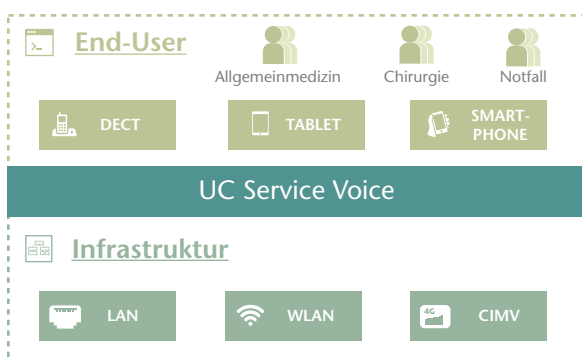 End-User
Allgemeinmedizin Chirurgie Notfall
DECT TABLET SMART-
PHONE
UC Service Voice
Infrastruktur
LAN WLAN 4G CIMV